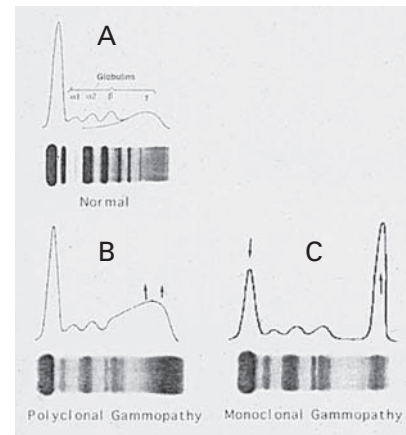 A
Globulins
α1 α2 β γ
Normal
B
C
Polyclonal Gammopathy
Monoclonal Gammopathy